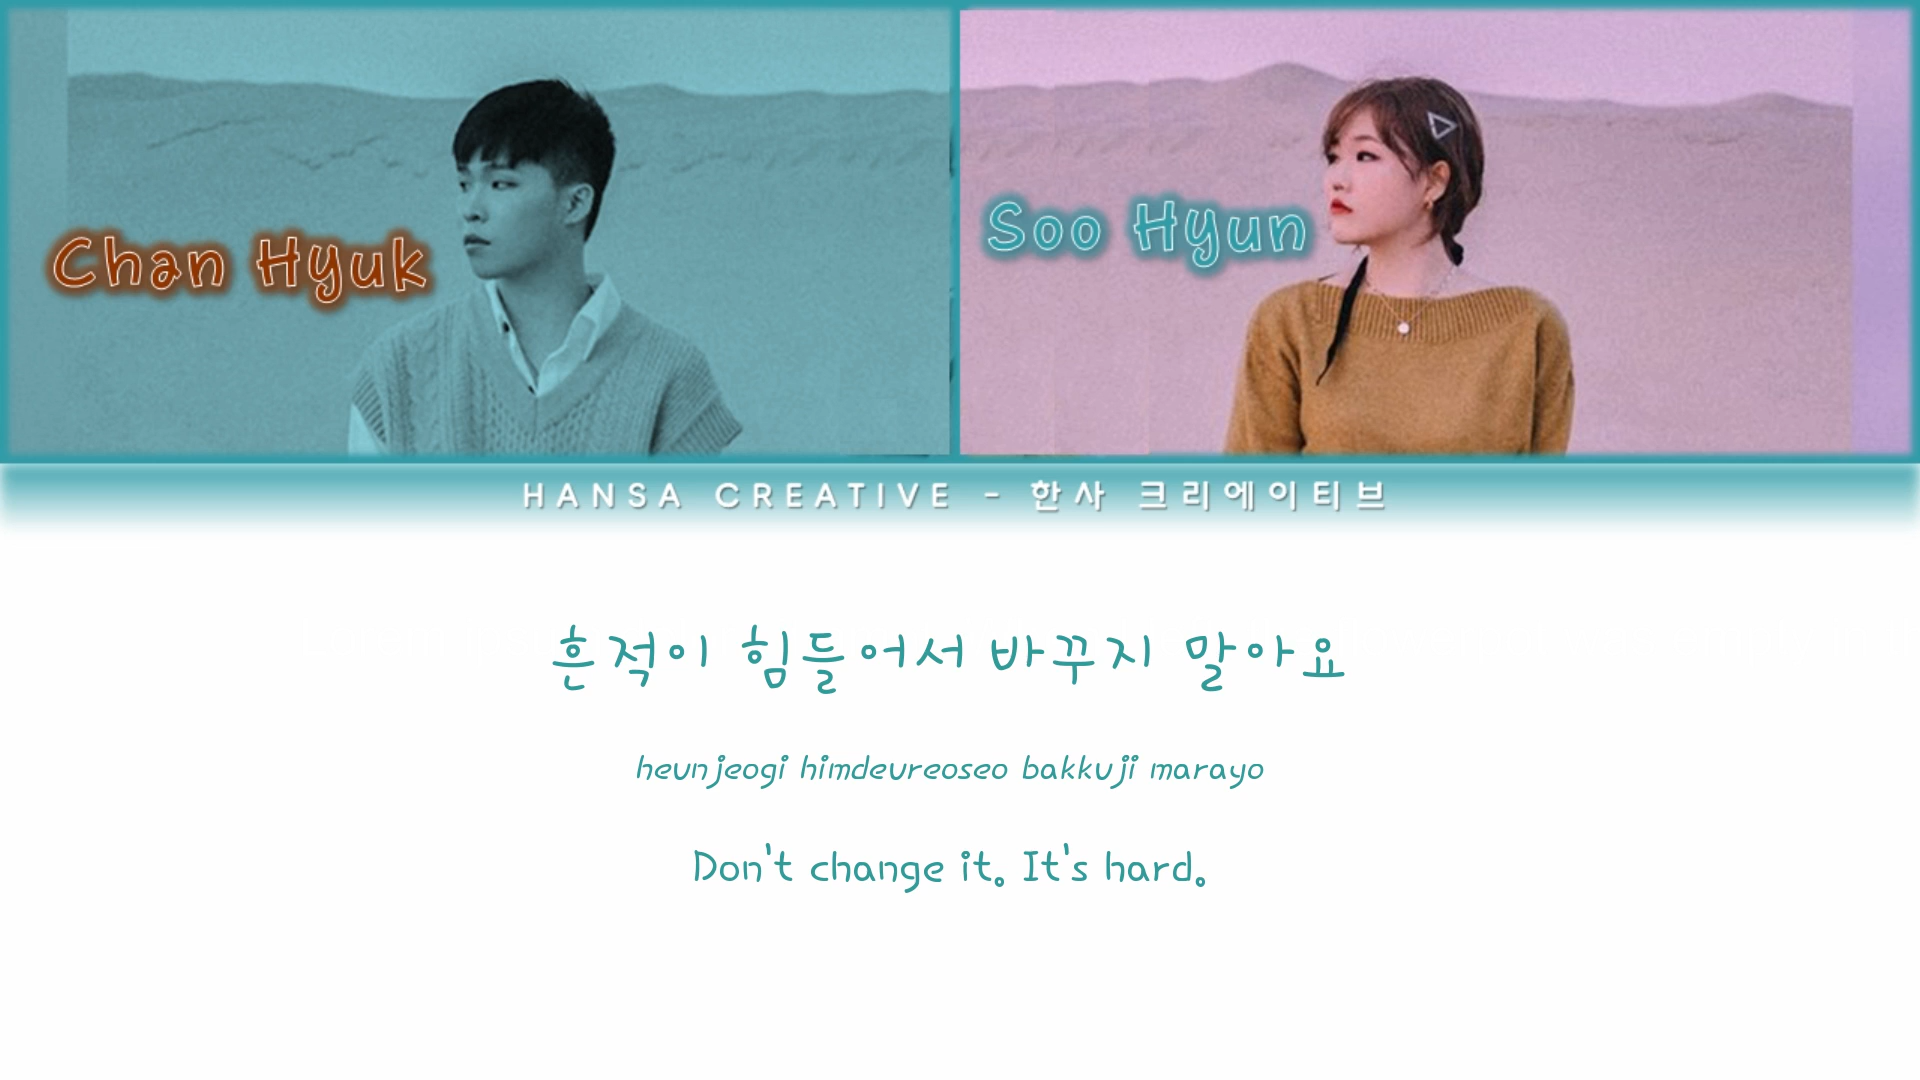 Chan Hyuk
Soo Hyun
HANSA CREATIVE - 한사 크리에이티브
흔적이 힘들어서 바꾸지 말아요
heunjeogi himdeureoseo bakkuji marayo
Don't change it. It's hard.